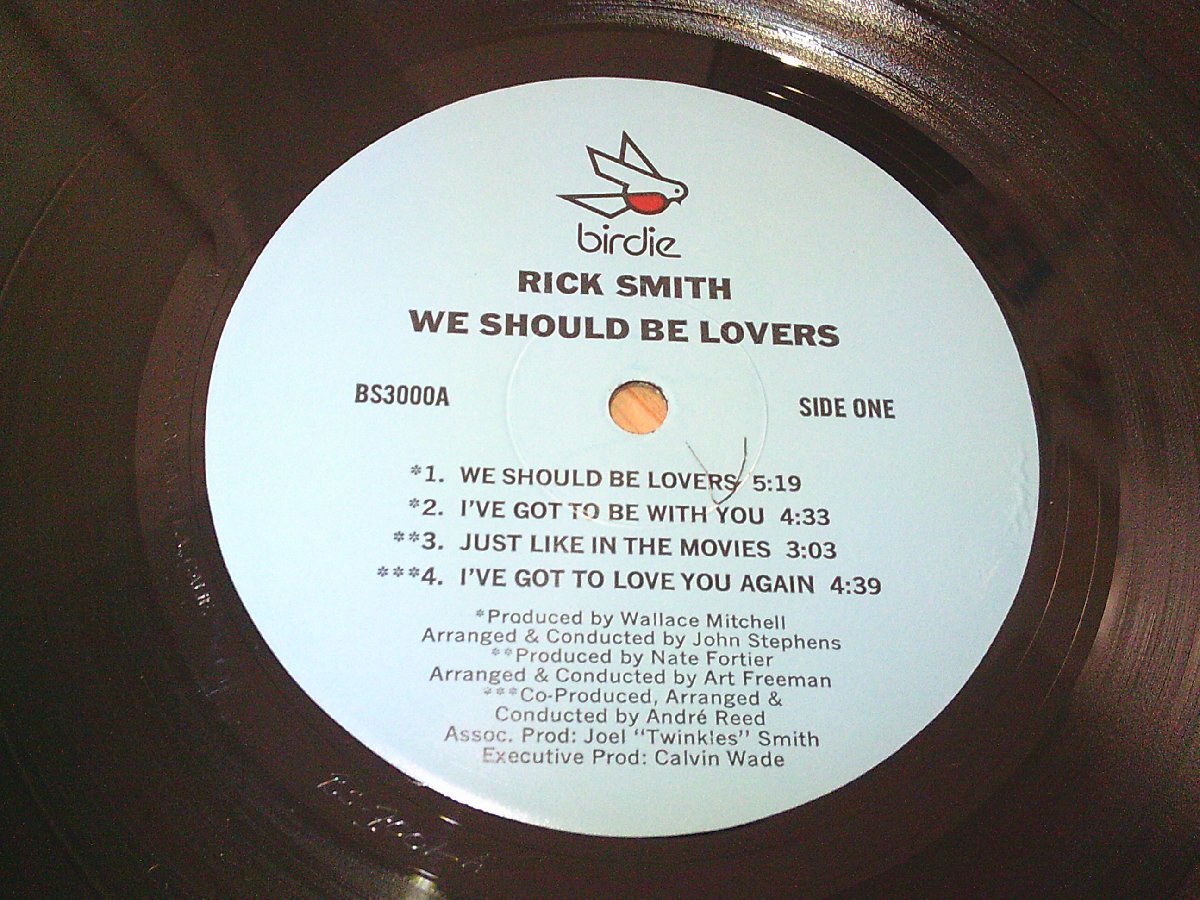 birdie
RICK SMITH
WE SHOULD BE LOVERS
BS3000A
SIDE ONE
*1. WE SHOULD BE LOVERS 5:19
*2. I'VE GOT TO BE WITH YOU 4:33
**3. JUST LIKE IN THE MOVIES 3:03
***4. I'VE GOT TO LOVE YOU AGAIN 4:39
*Produced by Wallace Mitchell
Arranged & Conducted by John Stephens
**Produced by Nate Fortier
Arranged & Conducted by Art Freeman
***Co-Produced, Arranged &
Conducted by André Reed
Assoc. Prod: Joel "Twinkles" Smith
Executive Prod: Calvin Wade